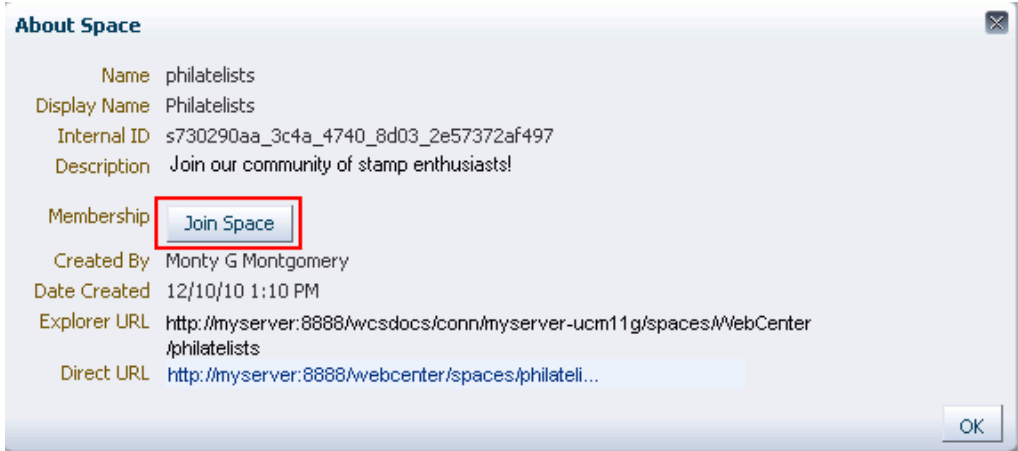 About Space
Name philatelists
Display Name Philatelists
Internal ID s730290aa_3c4a_4740_8d03_2e57372af497
Description Join our community of stamp enthusiasts!
Membership Join Space
Created By Monty G Montgomery
Date Created 12/10/10 1:10 PM
Explorer URL http://myserver:8888/wcsdocs/conn/myserver-ucm11g/spaces/WebCenter
/philatelists
Direct URL http://myserver:8888/webcenter/spaces/philateli...
OK